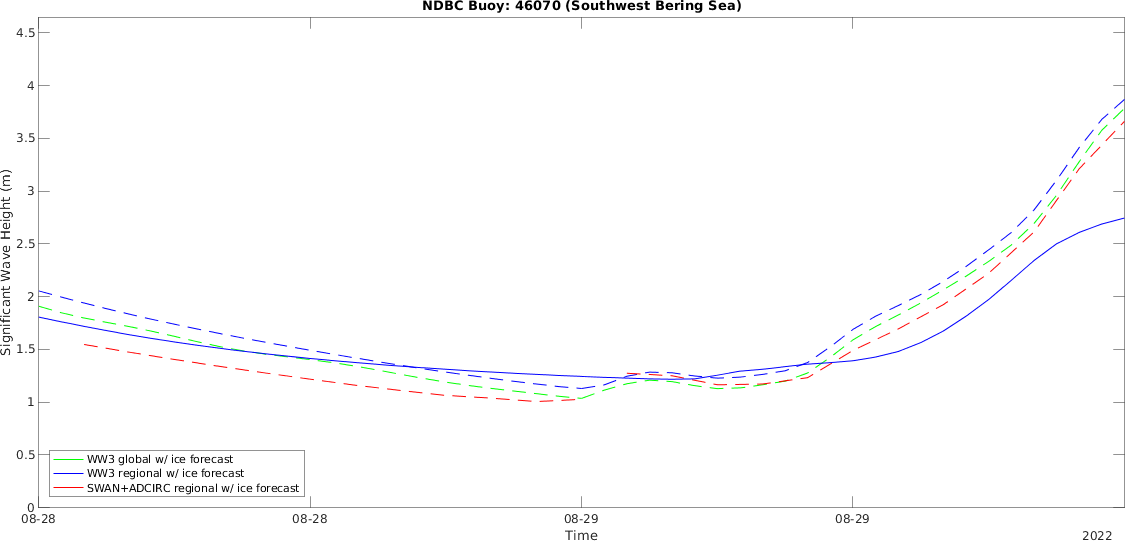 NDBC Buoy: 46070 (Southwest Bering Sea)
4.5
4
3.5
3
2.5
2
1.5
1
0.5
0
Significant Wave Height (m)
WW3 global w/ ice forecast
WW3 regional w/ ice forecast
SWAN+ADCIRC regional w/ ice forecast
08-28 08-28 08-29 08-29
Time
2022